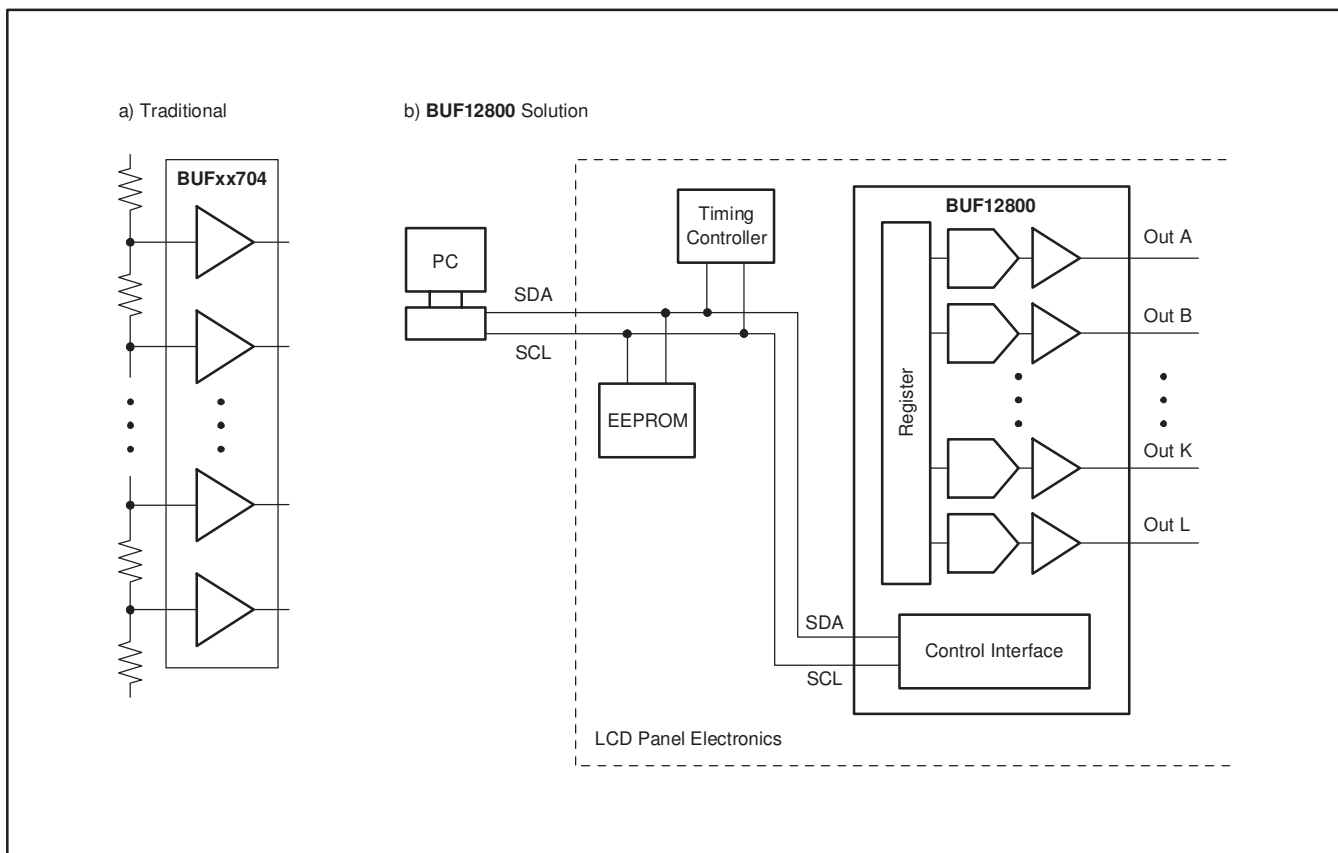 a) Traditional
BUFxx704
b) BUF12800 Solution
PC
SDA
SCL
Timing
Controller
EEPROM
BUF12800
Register
Out A
Out B
Out K
Out L
SDA
SCL
Control Interface
LCD Panel Electronics